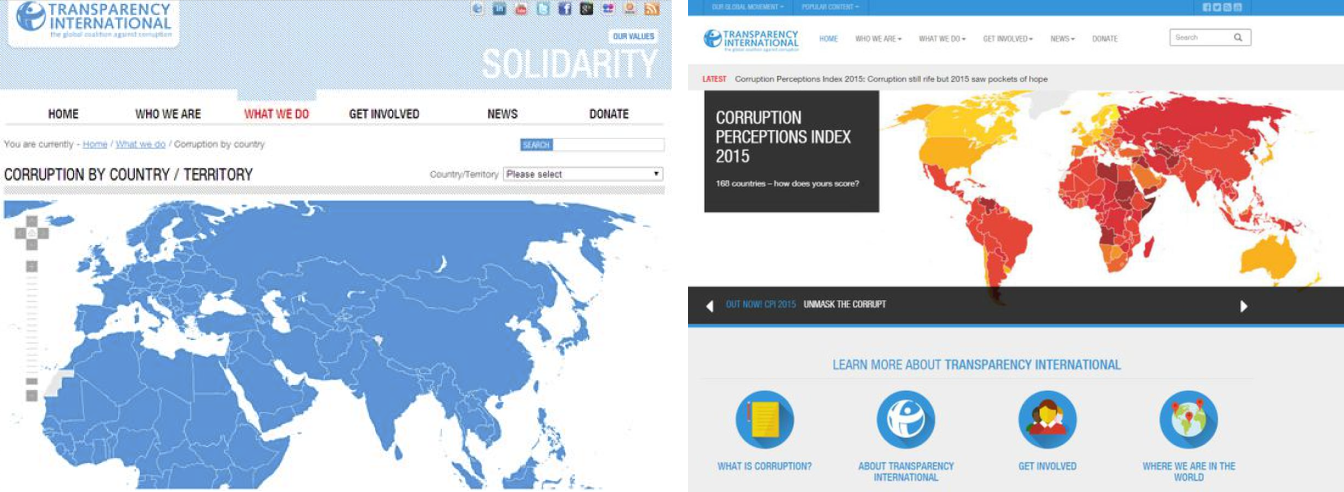 TRANSPARENCY
INTERNATIONAL
the global coalition against corruption
OUR VALUES
SOLIDARITY
HOME WHO WE ARE WHAT WE DO GET INVOLVED NEWS DONATE
You are currently - Home / What we do / Corruption by country
SEARCH
CORRUPTION BY COUNTRY / TERRITORY
Country/Territory Please select
OUR GLOBAL MOVEMENT POPULAR CONTENT
TRANSPARENCY
INTERNATIONAL
the global coalition against corruption
HOME WHO WE ARE WHAT WE DO GET INVOLVED NEWS DONATE
Search
LATEST Corruption Perceptions Index 2015: Corruption still rife but 2015 saw pockets of hope
CORRUPTION
PERCEPTIONS INDEX
2015
168 countries – how does yours score?
OUT NOW! CPI 2015 UNMASK THE CORRUPT
LEARN MORE ABOUT TRANSPARENCY INTERNATIONAL
WHAT IS CORRUPTION?
ABOUT TRANSPARENCY
INTERNATIONAL
GET INVOLVED
WHERE WE ARE IN THE
WORLD